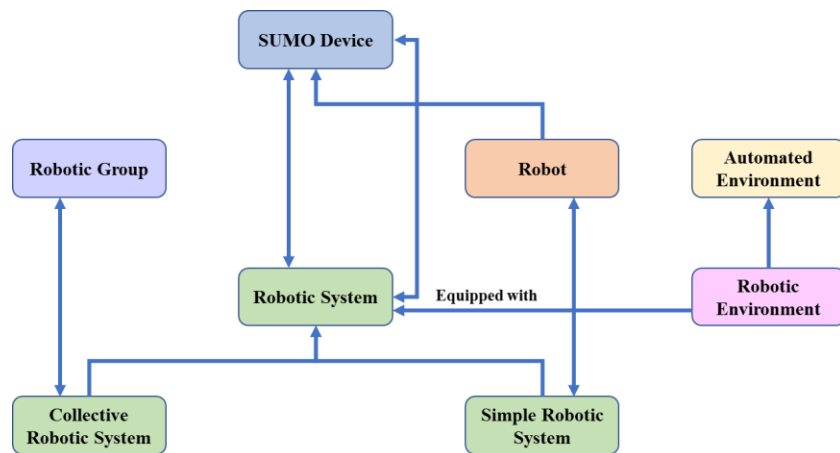 SUMO Device
Robotic Group
Robot
Automated
Environment
Robotic System
Equipped with
Robotic
Environment
Collective
Robotic System
Simple Robotic
System